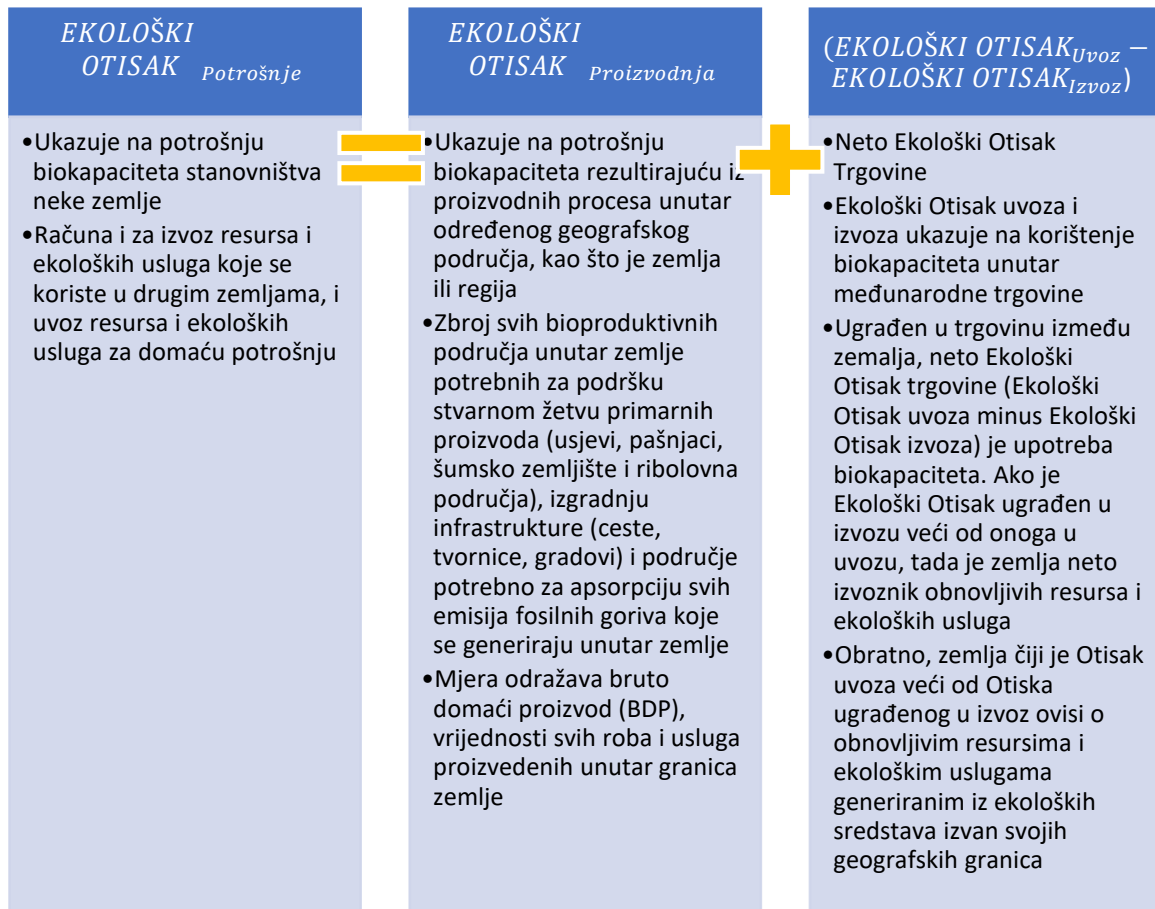 EKOLOŠKI
OTISAK Potrošnje
•Ukazuje na potrošnju
biokapaciteta stanovništva
neke zemlje
•Računa i za izvoz resursa i
ekoloških usluga koje se
koriste u drugim zemljama, i
uvoz resursa i ekoloških
usluga za domaću potrošnju
EKOLOŠKI
OTISAK Proizvodnja
•Ukazuje na potrošnju
biokapaciteta rezultirajuću iz
proizvodnih procesa unutar
određenog geografskog
područja, kao što je zemlja
ili regija
•Zbroj svih bioproduktivnih
područja unutar zemlje
potrebnih za podršku
stvarnom žetvu primarnih
proizvoda (usjevi, pašnjaci,
šumsko zemljište i ribolovna
područja), izgradnju
infrastrukture (ceste,
tvornice, gradovi) i područje
potrebno za apsorpciju svih
emisija fosilnih goriva koje
se generiraju unutar zemlje
•Mjera odražava bruto
domaći proizvod (BDP),
vrijednosti svih roba i usluga
proizvedenih unutar granica
zemlje
(EKOLOŠKI OTISAK Uvoz −
EKOLOŠKI OTISAK Izvoz)
•Neto Ekološki Otisak
Trgovine
•Ekološki Otisak uvoza i
izvoza ukazuje na korištenje
biokapaciteta unutar
međunarodne trgovine
•Ugrađen u trgovinu između
zemalja, neto Ekološki
Otisak trgovine (Ekološki
Otisak uvoza minus Ekološki
Otisak izvoza) je upotreba
biokapaciteta. Ako je
Ekološki Otisak ugrađen u
izvozu veći od onoga u
uvozu, tada je zemlja neto
izvoznik obnovljivih resursa i
ekoloških usluga
•Obratno, zemlja čiji je Otisak
uvoza veći od Otiska
ugrađenog u izvoz ovisi o
obnovljivim resursima i
ekološkim uslugama
generiranim iz ekoloških
sredstava izvan svojih
geografskih granica